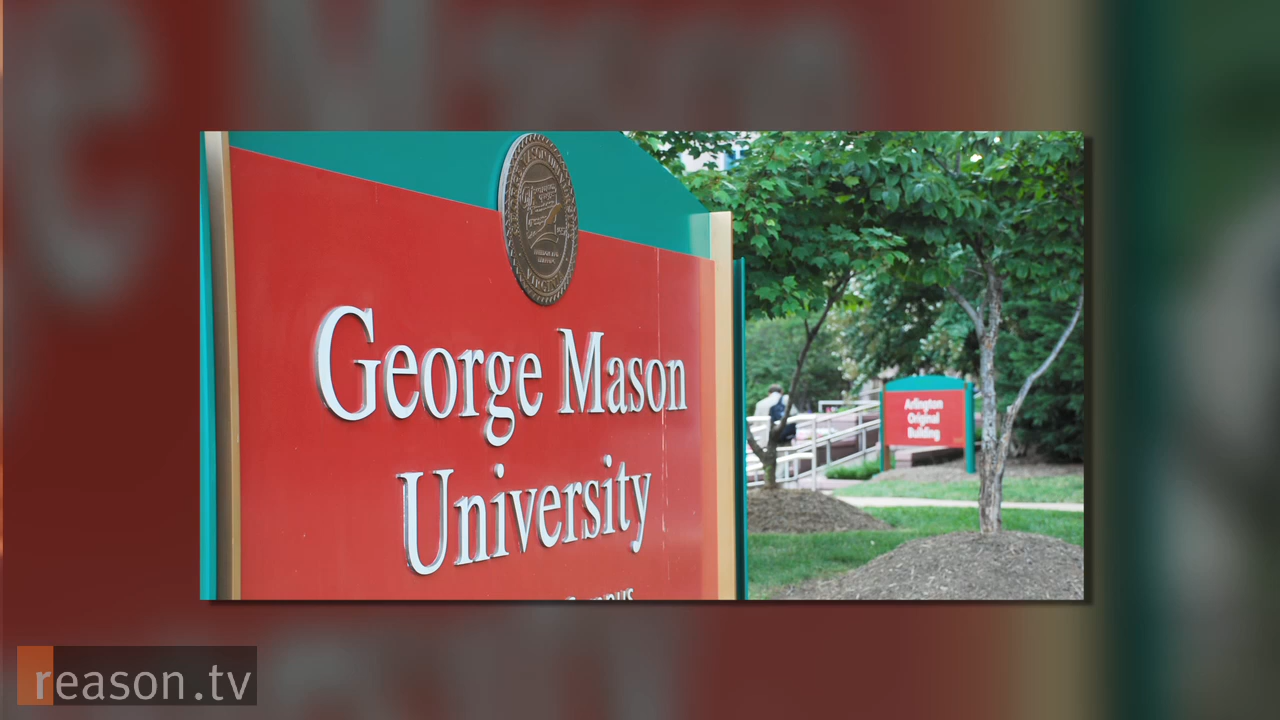 George Mason
University
Arlington
Original
Building
reason.tv